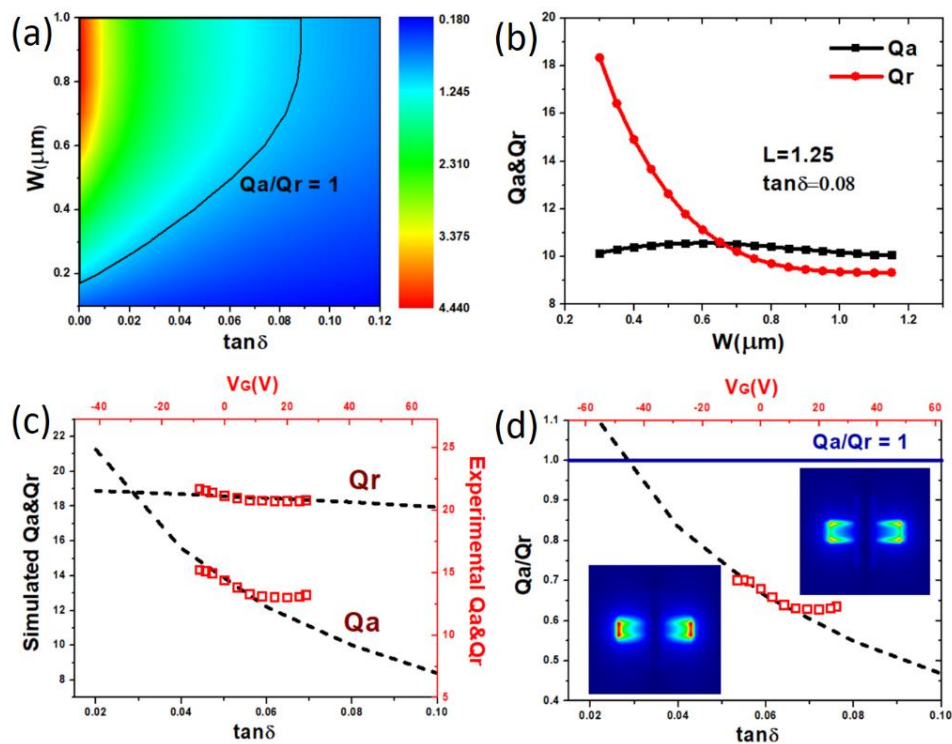 (a)
W(μm)
1.0
0.8
0.6
0.4
0.2
Qa/Qr = 1
0.00 0.02 0.04 0.06 0.08 0.10 0.12
tanδ
0.180
1.245
2.310
3.375
4.440
(b)
Qa&Qr
20
18
16
14
12
10
8
Qa
Qr
L=1.25
tanδ=0.08
0.2 0.4 0.6 0.8 1.0 1.2
W(μm)
(c)
VG(V)
-40 -20 0 20 40 60
Simulated Qa&Qr
22
20
18
16
14
12
10
8
Qr
Qa
25
20
15
10
5
Experimental Qa&Qr
0.02 0.04 0.06 0.08 0.10
tanδ
(d)
VG(V)
-60 -40 -20 0 20 40 60
Qa/Qr
1.0
0.9
0.8
0.7
0.6
0.5
0.4
Qa/Qr = 1
0.02 0.04 0.06 0.08 0.10
tanδ